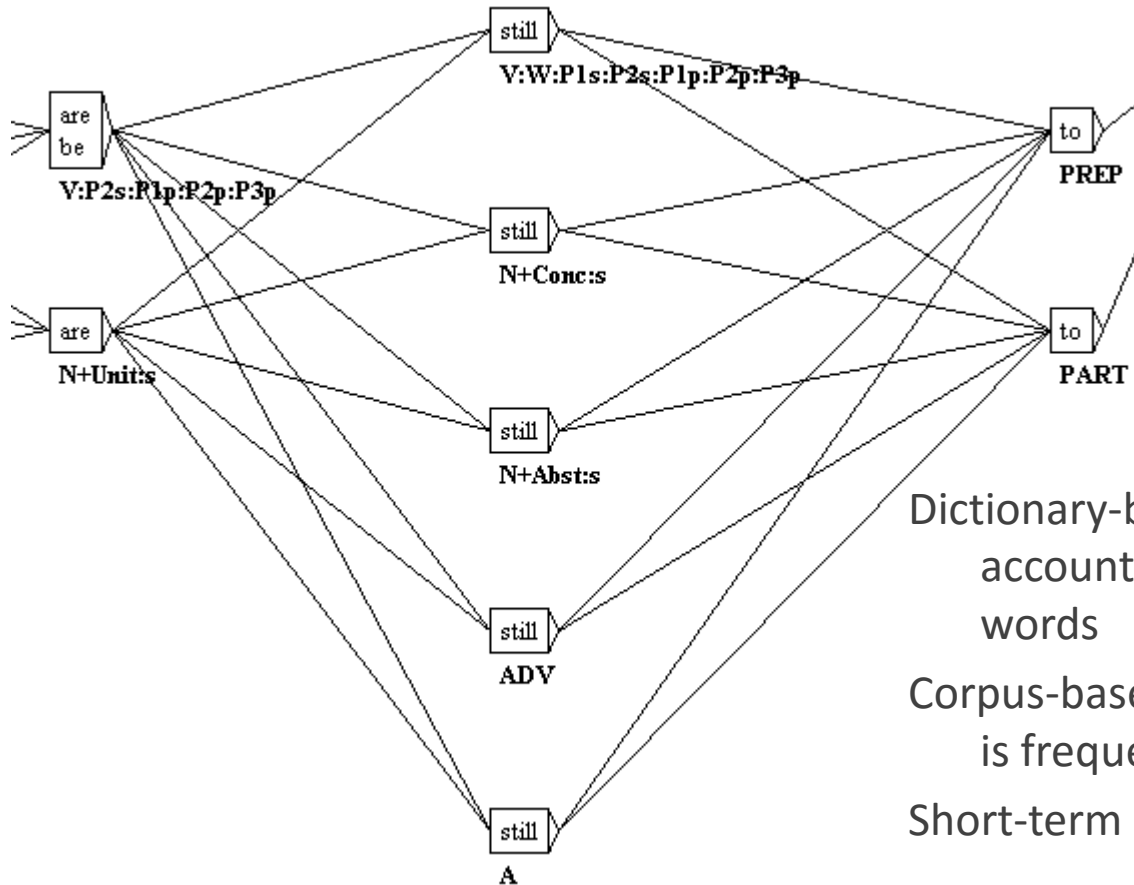 still
V:W:P1s:P2s:P1p:P2p:P3p
are
be
V:P2s:P1p:P2p:P3p
to
PREP
still
N+Conc:s
are
N+Unit:s
to
PART
still
N+Abst:s
still
ADV
still
A
Dictionary-b
account
words
Corpus-base
is freque
Short-term